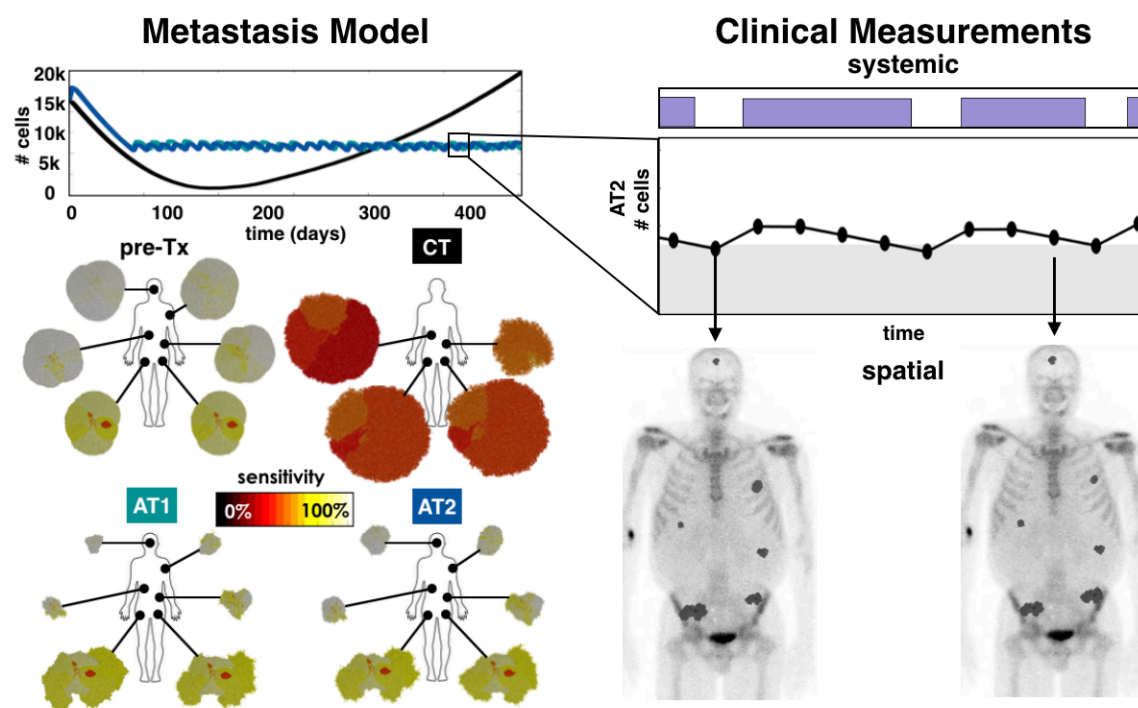 Metastasis Model
20k
15k
10k
5k
0
# cells
0 100 200 300 400
time (days)
pre-Tx
CT
sensitivity
0% 100%
AT1
AT2
Clinical Measurements
systemic
AT2
# cells
time
spatial